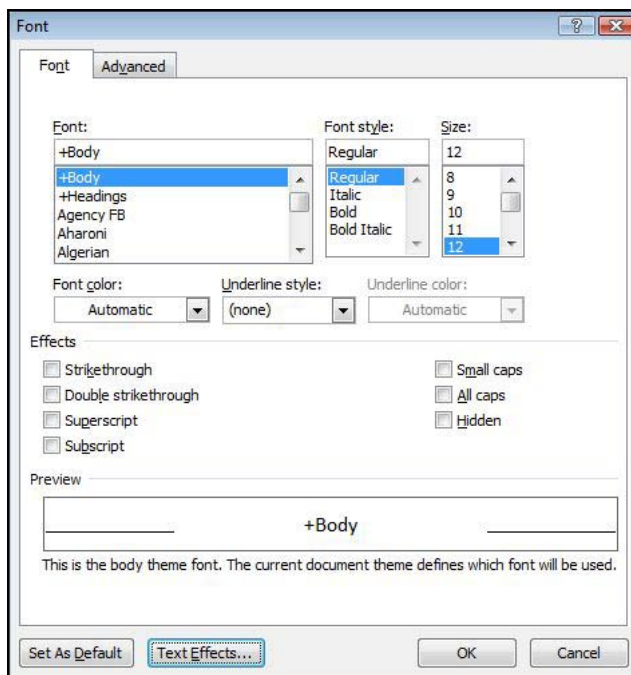 Font
Font Advanced
Font: Font style: Size:
+Body Regular 12
+Body Regular 8
+Headings Italic 9
Agency FB Bold 10
Aharoni Bold Italic 11
Algerian 12
Font color: Underline style: Underline color:
Automatic (none) Automatic
Effects
Strikethrough Small caps
Double strikethrough All caps
Superscript Hidden
Subscript
Preview
+Body
This is the body theme font. The current document theme defines which font will be used.
Set As Default Text Effects... OK Cancel